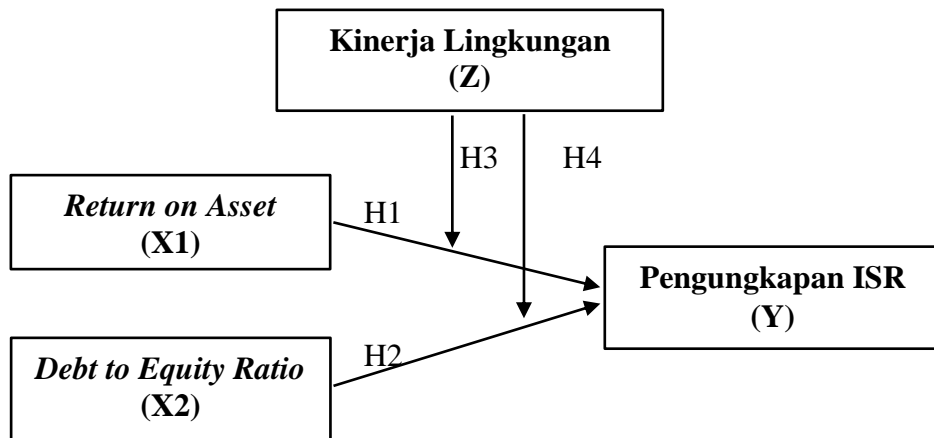 Kinerja Lingkungan
(Z)
H3
H4
Return on Asset
(X1)
H1
Pengungkapan ISR
(Y)
Debt to Equity Ratio
(X2)
H2